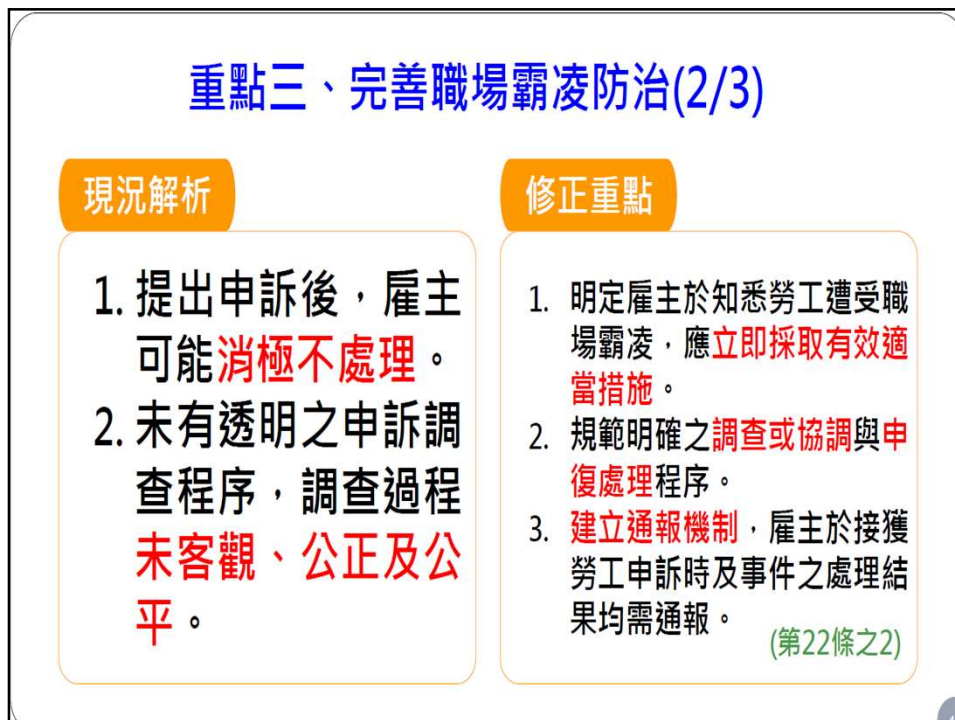 重點三、完善職場霸凌防治(2/3)
現況解析
1. 提出申訴後，雇主
可能消極不處理。
2. 未有透明之申訴調
查程序，調查過程
未客觀、公正及公
平。
修正重點
1. 明定雇主於知悉勞工遭受職
場霸凌，應立即採取有效適
當措施。
2. 規範明確之調查或協調與申
復處理程序。
3. 建立通報機制，雇主於接獲
勞工申訴時及事件之處理結
果均需通報。
(第22條之2)